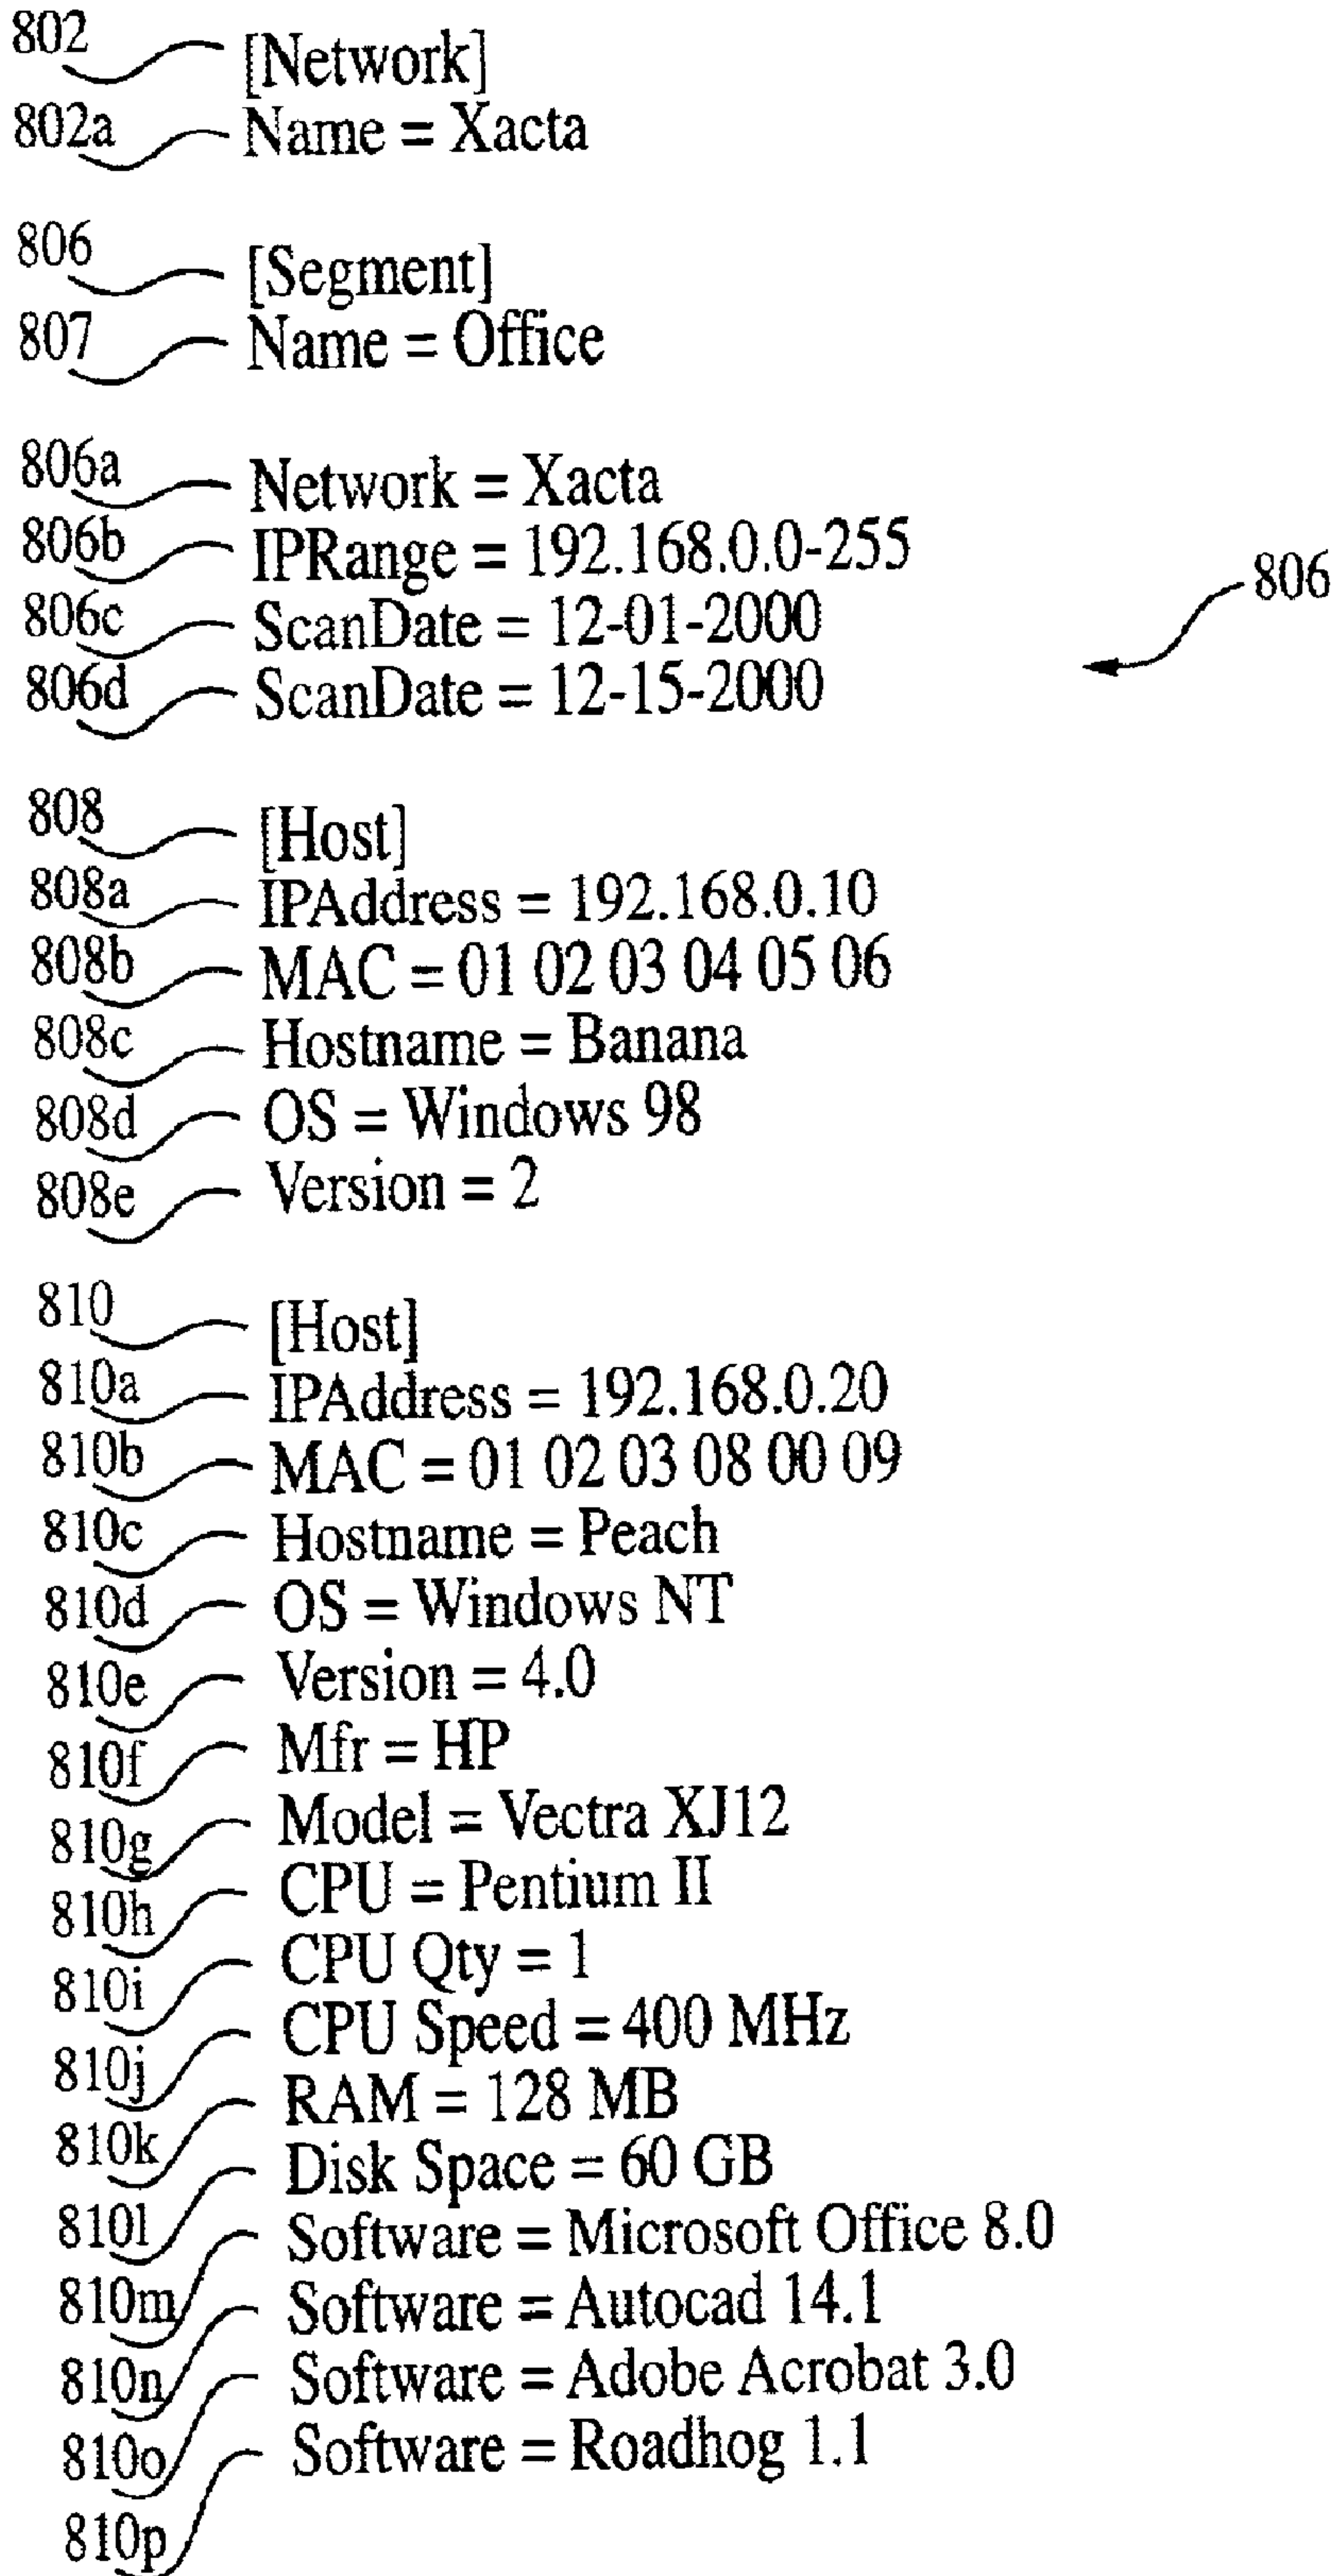 802 [Network]
802a Name = Xacta
806 [Segment]
807 Name = Office
806a Network = Xacta
806b IPRange = 192.168.0.0-255
806
806c ScanDate = 12-01-2000
806d ScanDate = 12-15-2000
808 [Host]
808a IPAddress = 192.168.0.10
808b MAC = 01 02 03 04 05 06
808c Hostname = Banana
808d OS = Windows 98
808e Version = 2
810 [Host]
810a IPAddress = 192.168.0.20
810b MAC = 01 02 03 08 00 09
810c Hostname = Peach
810d OS = Windows NT
810e Version = 4.0
810f Mfr = HP
810g Model = Vectra XJ12
810h CPU = Pentium II
810i CPU Qty = 1
810j CPU Speed = 400 MHz
810k RAM = 128 MB
810l Disk Space = 60 GB
810m Software = Microsoft Office 8.0
810n Software = Autocad 14.1
810o Software = Adobe Acrobat 3.0
810p Software = Roadhog 1.1